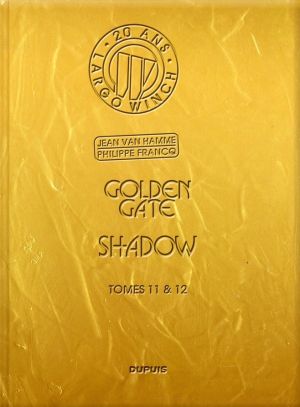 20 ANS
LARGO WINCH
JEAN VAN HAMME
PHILIPPE FRANCQ
GOLDEN
GATE
SHADOW
TOMES 11 & 12
DUPUIS